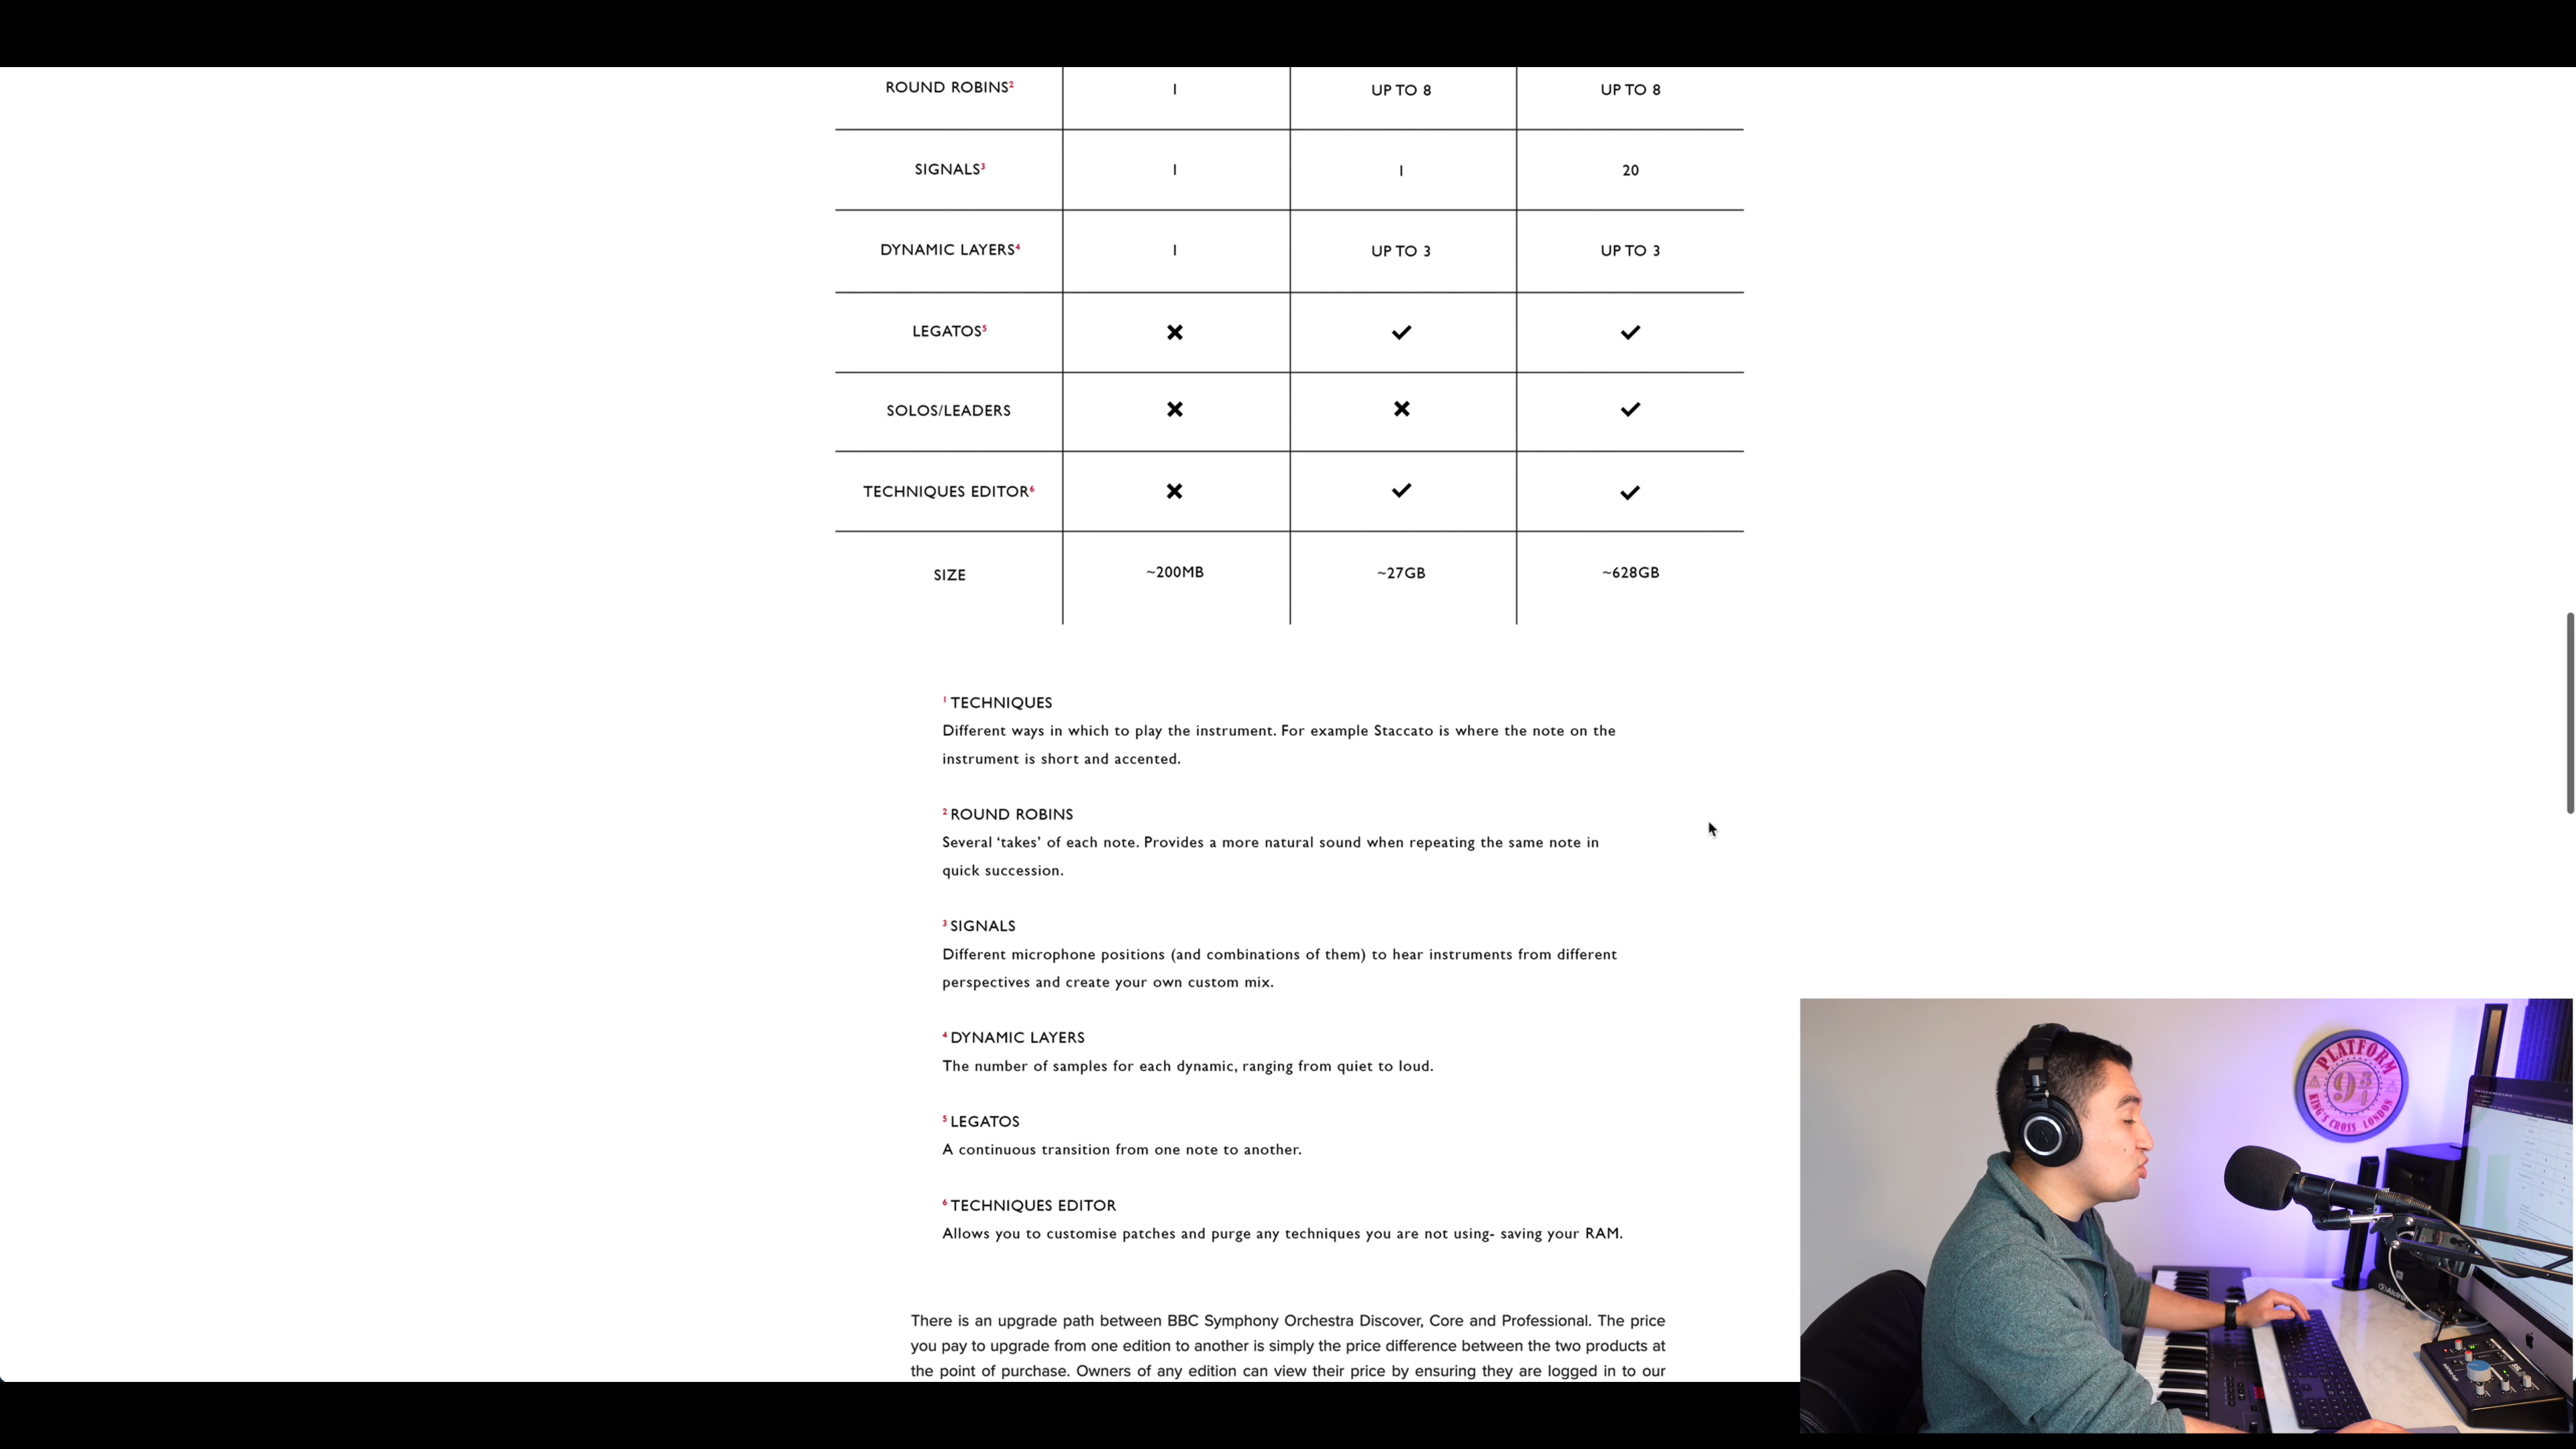 ROUND ROBINS² 1 UP TO 8 UP TO 8
SIGNALS³ 1 1 20
DYNAMIC LAYERS⁴ 1 UP TO 3 UP TO 3
LEGATOS⁵ ✖ ✔ ✔
SOLOS/LEADERS ✖ ✖ ✔
TECHNIQUES EDITOR⁶ ✖ ✔ ✔
SIZE ~200MB ~27GB ~628GB
¹ TECHNIQUES
Different ways in which to play the instrument. For example Staccato is where the note on the
instrument is short and accented.
² ROUND ROBINS
Several ‘takes’ of each note. Provides a more natural sound when repeating the same note in
quick succession.
³ SIGNALS
Different microphone positions (and combinations of them) to hear instruments from different
perspectives and create your own custom mix.
⁴ DYNAMIC LAYERS
The number of samples for each dynamic, ranging from quiet to loud.
⁵ LEGATOS
A continuous transition from one note to another.
⁶ TECHNIQUES EDITOR
Allows you to customise patches and purge any techniques you are not using- saving your RAM.
There is an upgrade path between BBC Symphony Orchestra Discover, Core and Professional. The price
you pay to upgrade from one edition to another is simply the price difference between the two products at
the point of purchase. Owners of any edition can view their price by ensuring they are logged in to our
PLATFORM
9 3/4
KING'S CROSS LONDON